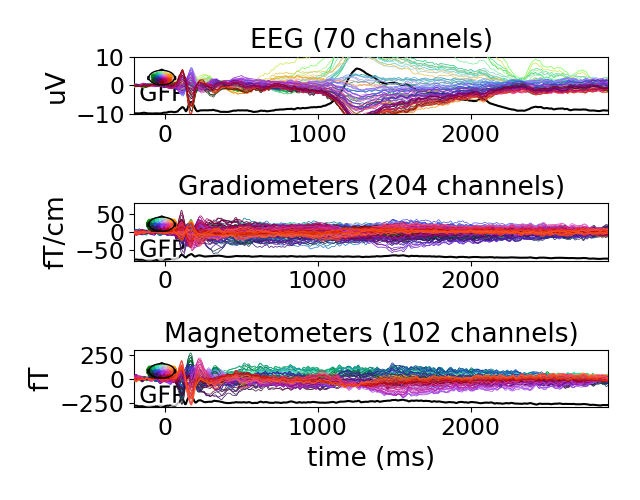 EEG (70 channels)
uV
10
0
−10
GFP
0
1000
2000
Gradiometers (204 channels)
fT/cm
50
0
−50
GFP
0
1000
2000
Magnetometers (102 channels)
fT
250
0
−250
GFP
0
1000
2000
time (ms)